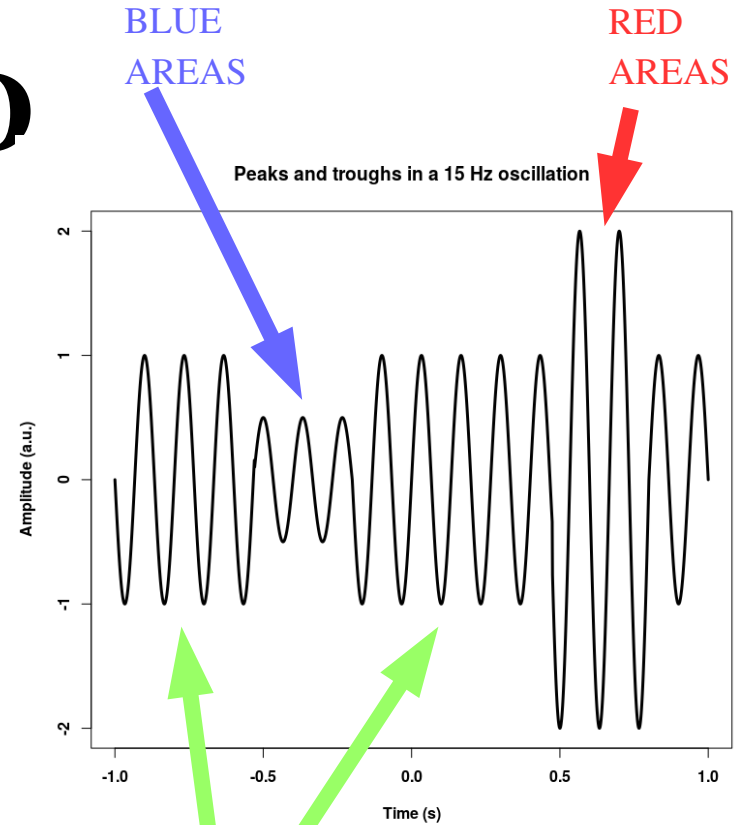 BLUE
AREAS
RED
AREAS
Peaks and troughs in a 15 Hz oscillation
Amplitude (a.u.)
2
1
0
-1
-2
-1.0 -0.5 0.0 0.5 1.0
Time (s)